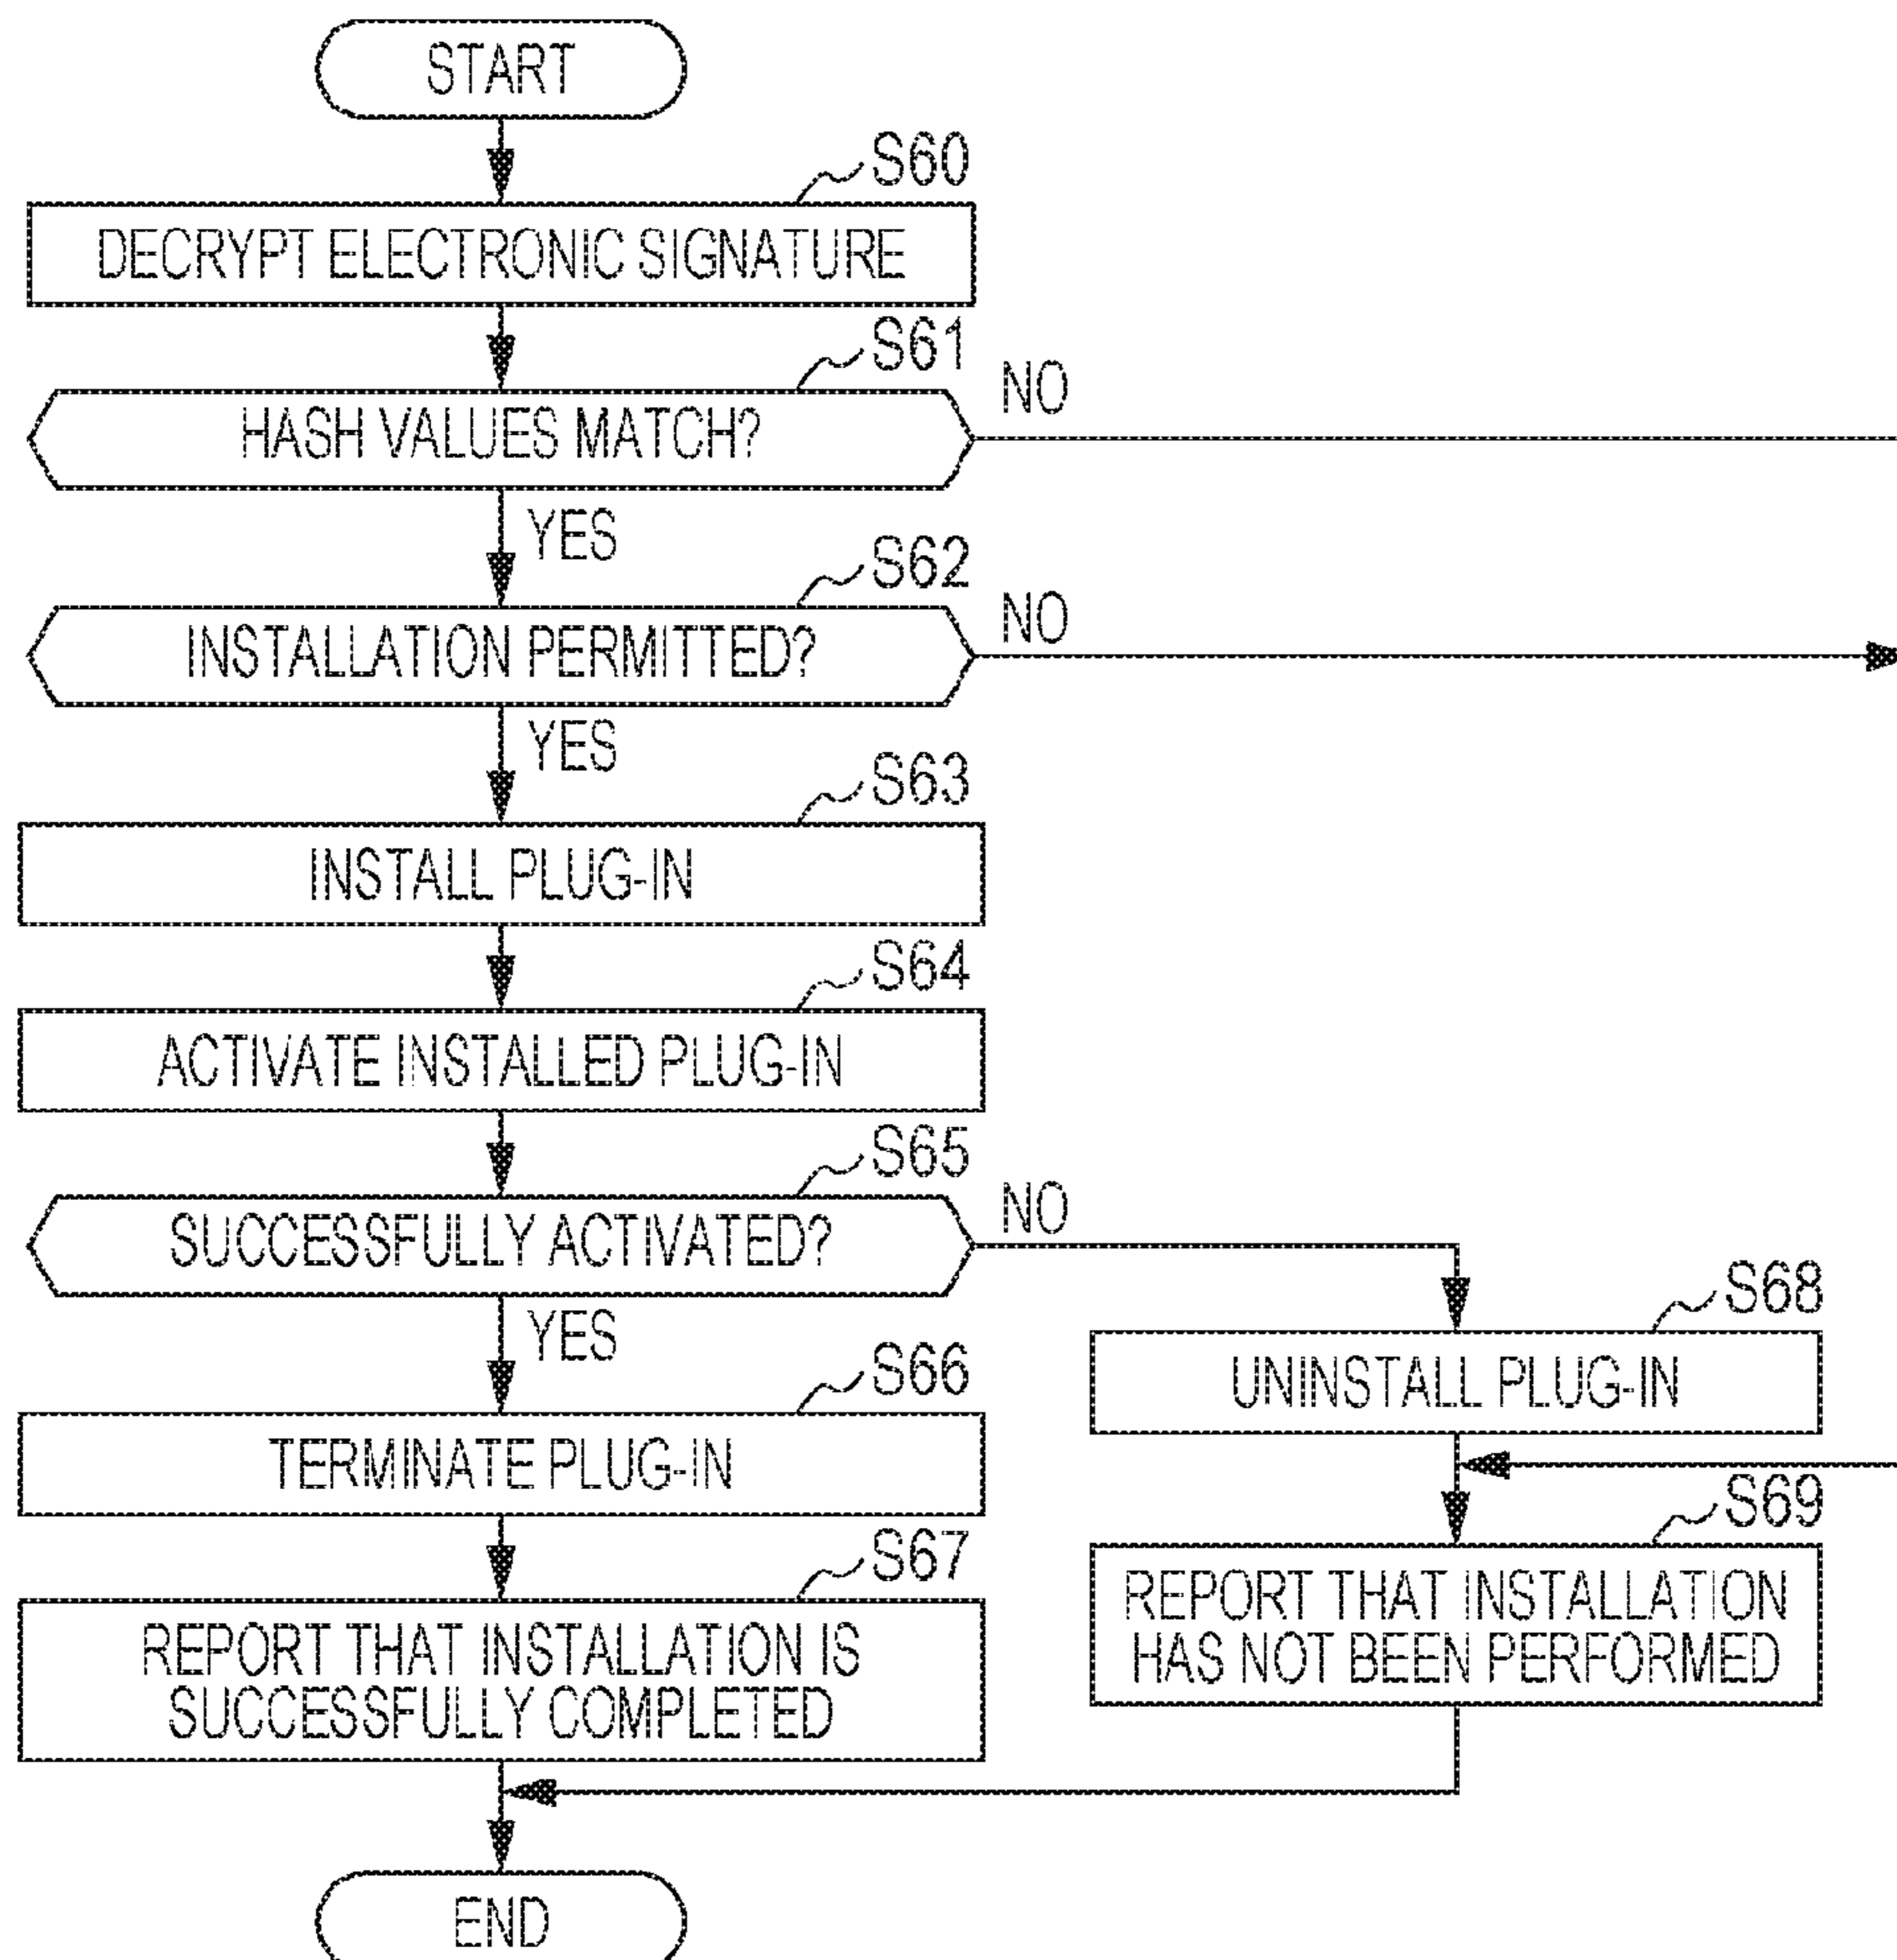 START
S60
DECRYPT ELECTRONIC SIGNATURE
S61
HASH VALUES MATCH?
NO
YES
S62
INSTALLATION PERMITTED?
NO
YES
S63
INSTALL PLUG-IN
S64
ACTIVATE INSTALLED PLUG-IN
S65
SUCCESSFULLY ACTIVATED?
NO
YES
S66
TERMINATE PLUG-IN
S67
REPORT THAT INSTALLATION IS
SUCCESSFULLY COMPLETED
S68
UNINSTALL PLUG-IN
S69
REPORT THAT INSTALLATION
HAS NOT BEEN PERFORMED
END